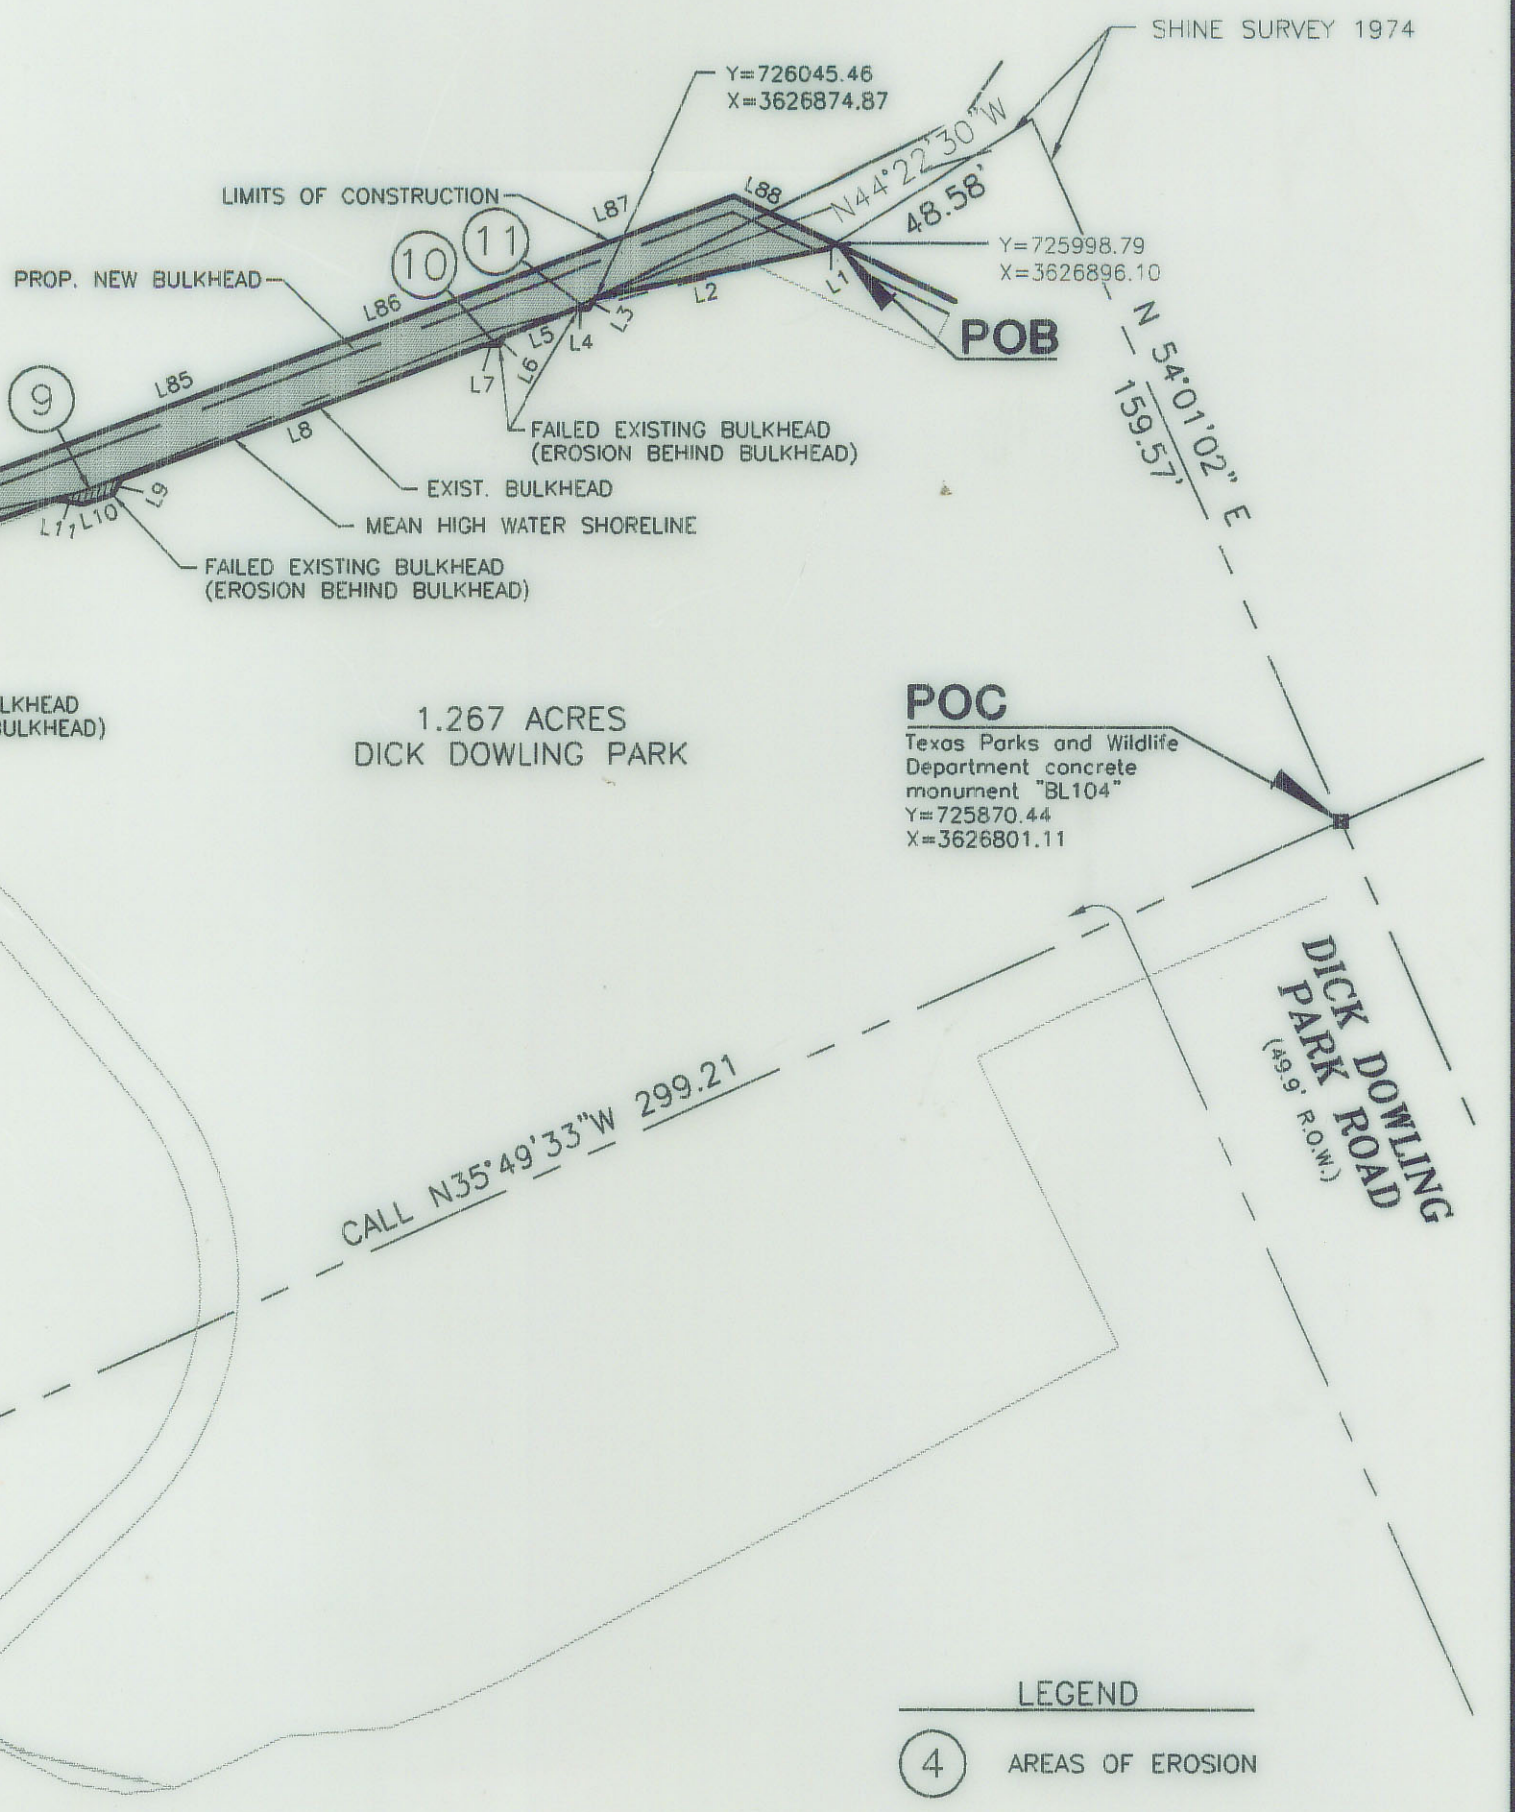 SHINE SURVEY 1974
Y=726045.46
X=3626874.87
N44°22'30"W
48.58'
LIMITS OF CONSTRUCTION
L87
L88
11
10
Y=725998.79
X=3626896.10
PROP. NEW BULKHEAD
L86
L1
L2
L3
L4
L5
L6
L7
POB
N 54°01'02" E
159.57'
L85
9
L8
FAILED EXISTING BULKHEAD
(EROSION BEHIND BULKHEAD)
EXIST. BULKHEAD
L9
L10
L11
MEAN HIGH WATER SHORELINE
FAILED EXISTING BULKHEAD
(EROSION BEHIND BULKHEAD)
LKHEAD
BULKHEAD)
1.267 ACRES
DICK DOWLING PARK
POC
Texas Parks and Wildlife
Department concrete
monument "BL104"
Y=725870.44
X=3626801.11
DICK DOWLING
PARK ROAD
(49.9' R.O.W.)
CALL N35°49'33"W 299.21
LEGEND
4 AREAS OF EROSION